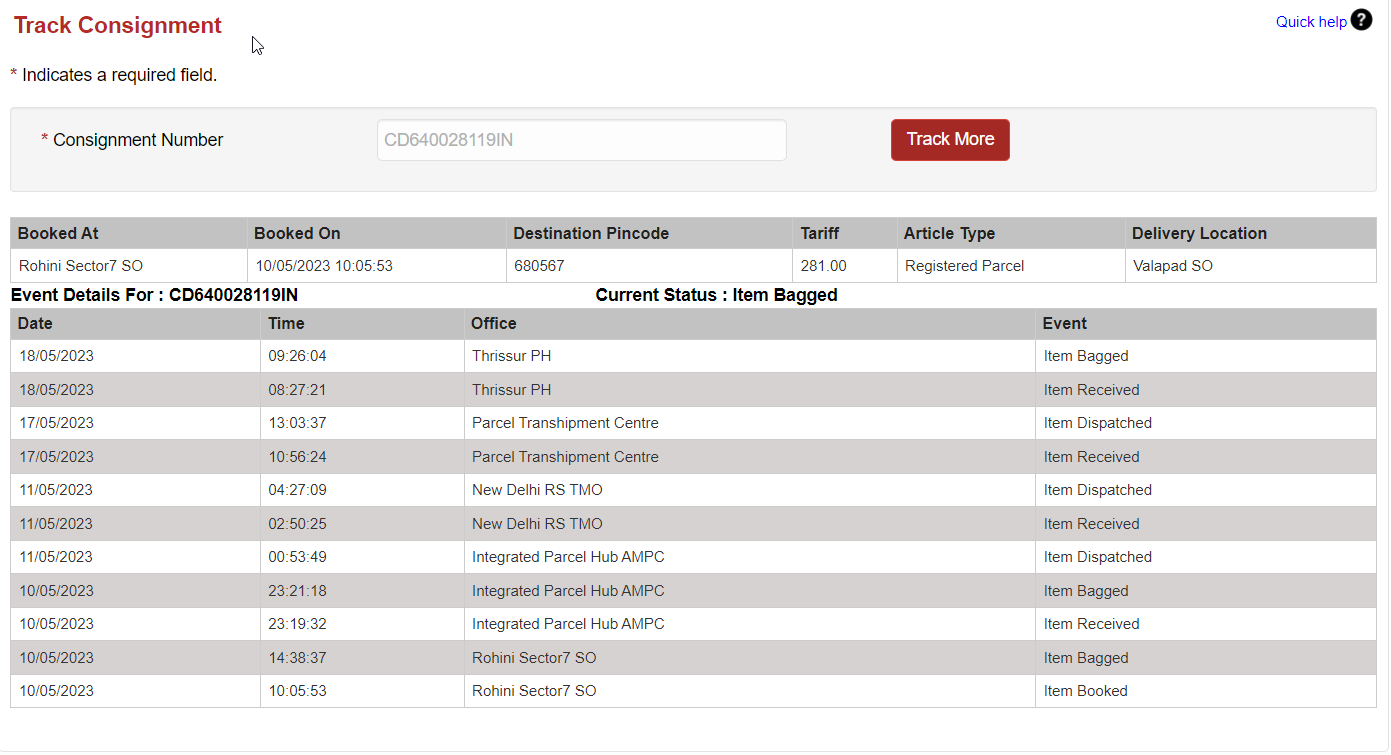 Track Consignment
Quick help ?
* Indicates a required field.
* Consignment Number CD640028119IN Track More
Booked At Booked On Destination Pincode Tariff Article Type Delivery Location
Rohini Sector7 SO 10/05/2023 10:05:53 680567 281.00 Registered Parcel Valapad SO
Event Details For : CD640028119IN Current Status : Item Bagged
Date Time Office Event
18/05/2023 09:26:04 Thrissur PH Item Bagged
18/05/2023 08:27:21 Thrissur PH Item Received
17/05/2023 13:03:37 Parcel Transhipment Centre Item Dispatched
17/05/2023 10:56:24 Parcel Transhipment Centre Item Received
11/05/2023 04:27:09 New Delhi RS TMO Item Dispatched
11/05/2023 02:50:25 New Delhi RS TMO Item Received
11/05/2023 00:53:49 Integrated Parcel Hub AMPC Item Dispatched
10/05/2023 23:21:18 Integrated Parcel Hub AMPC Item Bagged
10/05/2023 23:19:32 Integrated Parcel Hub AMPC Item Received
10/05/2023 14:38:37 Rohini Sector7 SO Item Bagged
10/05/2023 10:05:53 Rohini Sector7 SO Item Booked